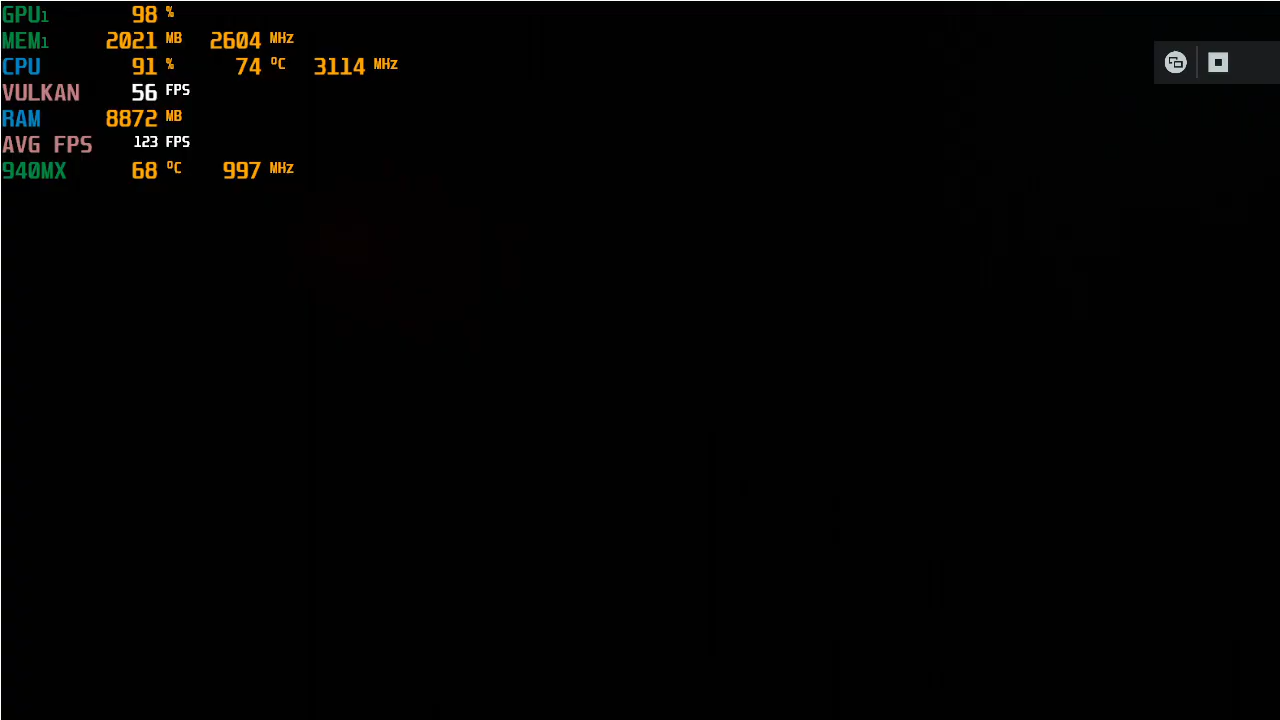 GPU1 98 %
MEM1 2021 MB 2604 MHz
CPU 91 % 74 °C 3114 MHz
VULKAN 56 FPS
RAM 8872 MB
AVG FPS 123 FPS
940MX 68 °C 997 MHz